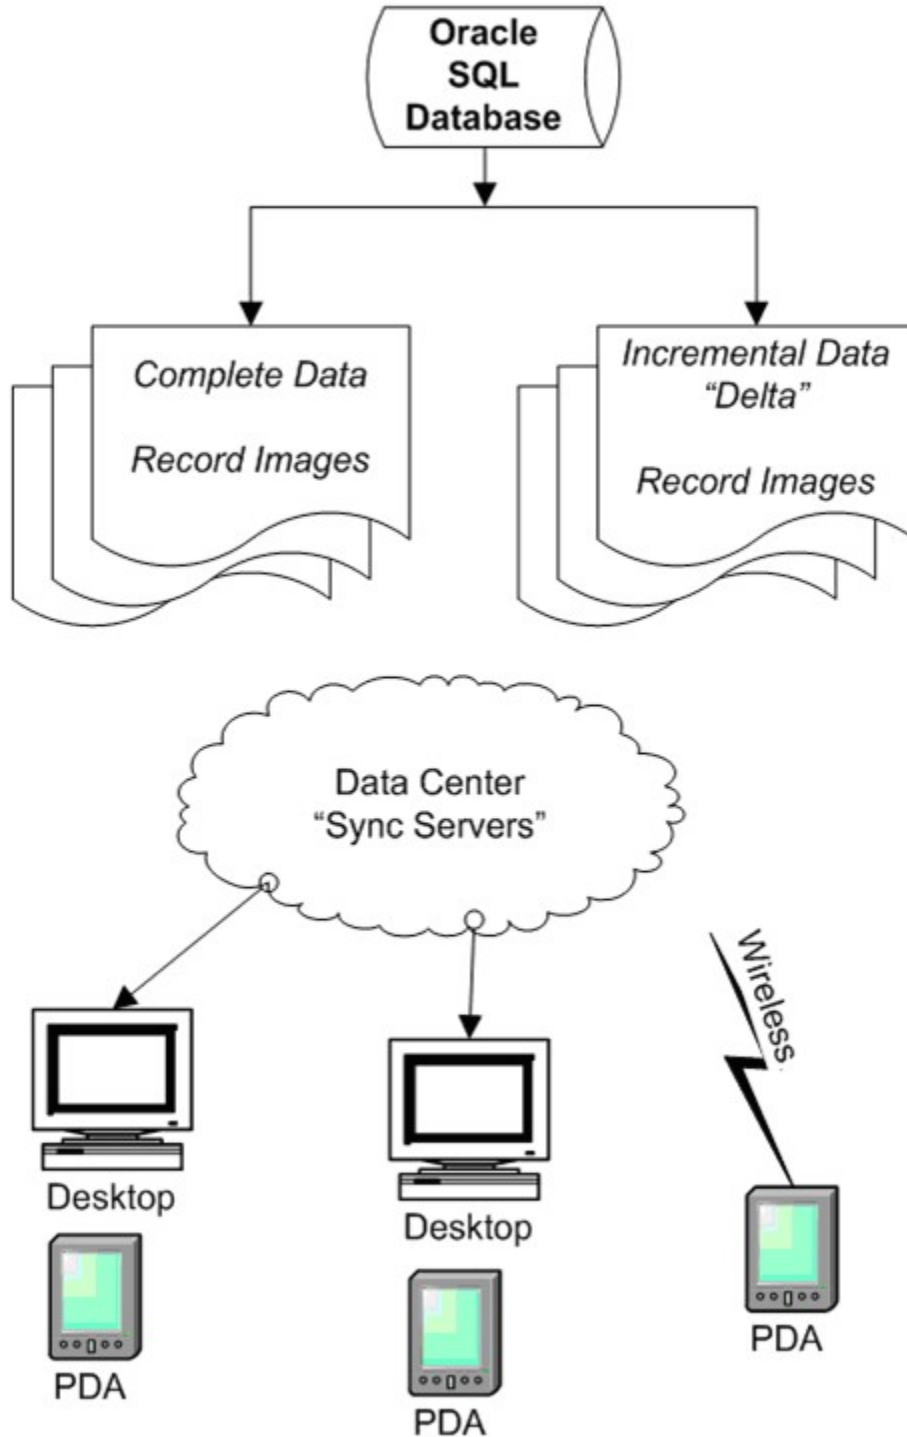 Oracle
SQL
Database
Complete Data
Record Images
Incremental Data
“Delta”
Record Images
Data Center
“Sync Servers”
Wireless
Desktop
Desktop
PDA
PDA
PDA